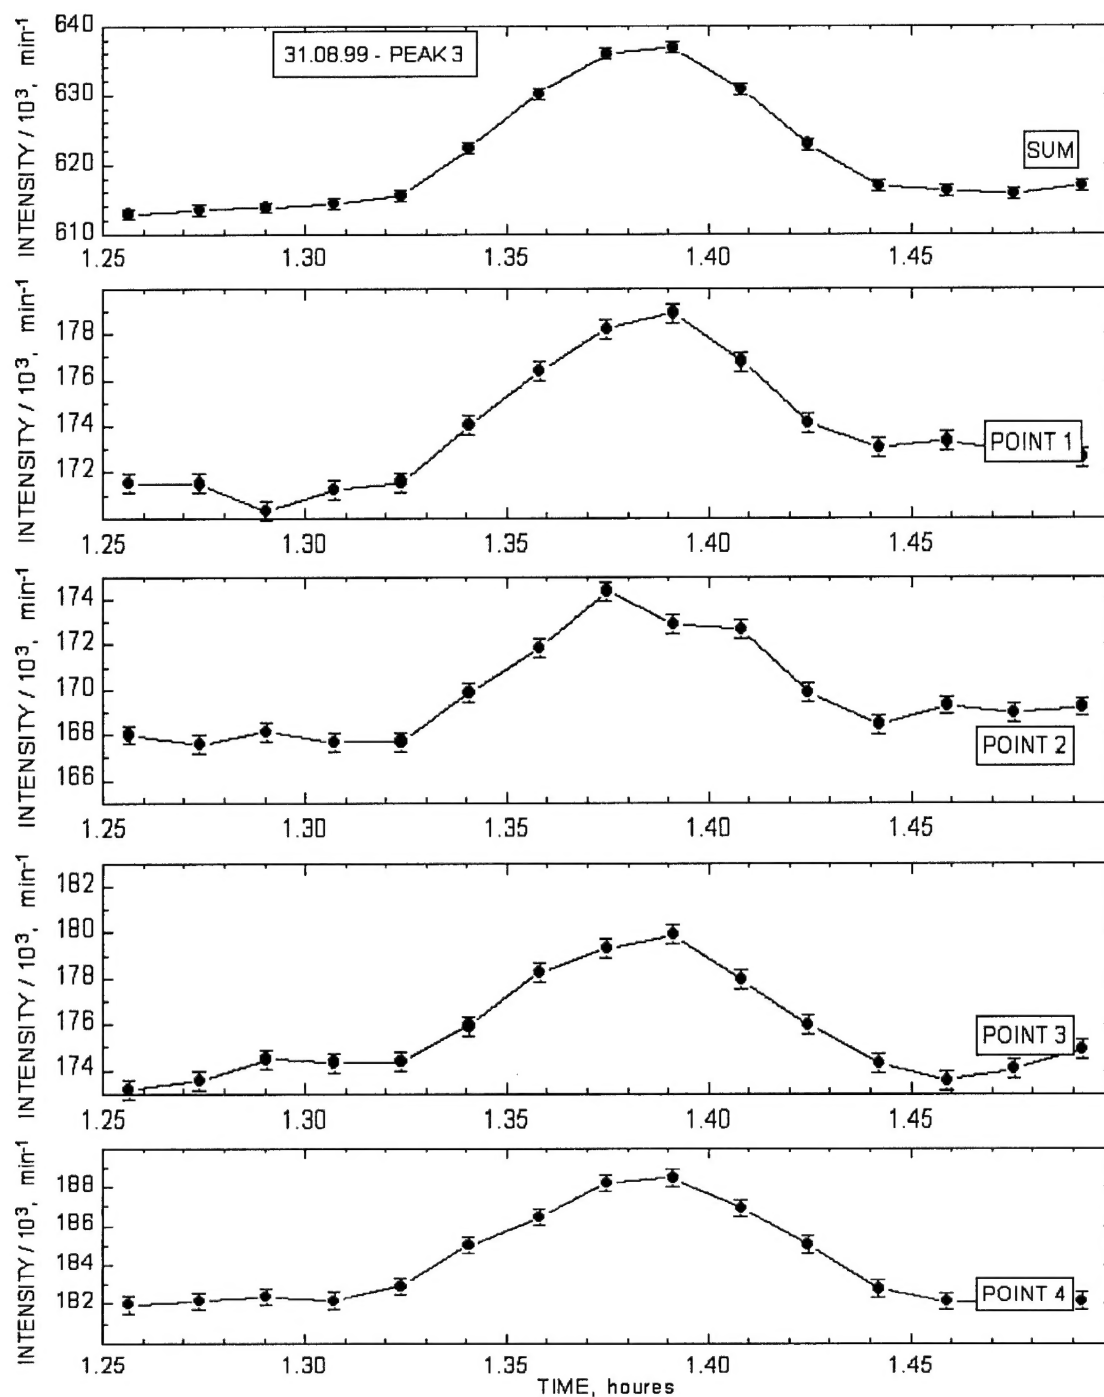 INTENSITY / 10³, min⁻¹
640
630
620
610
31.08.99 - PEAK 3
SUM
1.25 1.30 1.35 1.40 1.45
INTENSITY / 10³, min⁻¹
178
176
174
172
POINT 1
1.25 1.30 1.35 1.40 1.45
INTENSITY / 10³, min⁻¹
174
172
170
168
166
POINT 2
1.25 1.30 1.35 1.40 1.45
INTENSITY / 10³, min⁻¹
182
180
178
176
174
POINT 3
1.25 1.30 1.35 1.40 1.45
INTENSITY / 10³, min⁻¹
188
186
184
182
POINT 4
1.25 1.30 1.35 1.40 1.45
TIME, houres